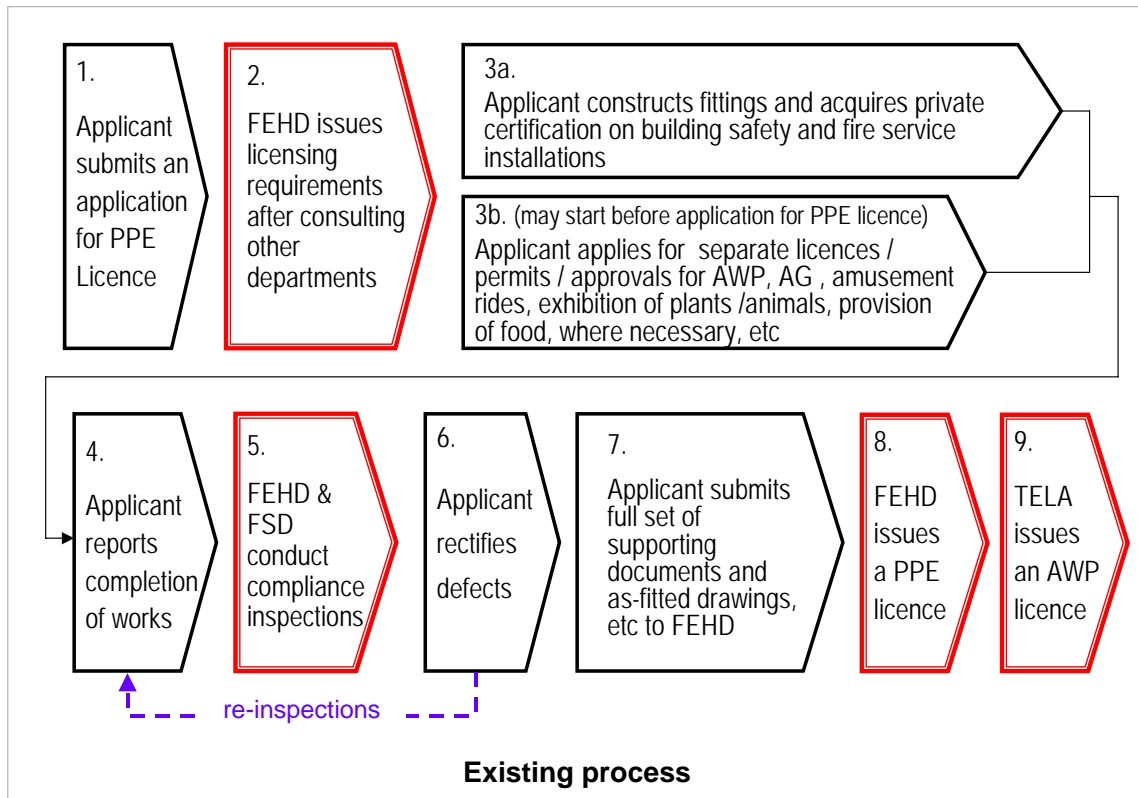 1.
Applicant
submits an
application
for PPE
Licence
2.
FEHD issues
licensing
requirements
after consulting
other
departments
3a.
Applicant constructs fittings and acquires private
certification on building safety and fire service
installations
3b. (may start before application for PPE licence)
Applicant applies for separate licences /
permits / approvals for AWP, AG , amusement
rides, exhibition of plants /animals, provision
of food, where necessary, etc
4.
Applicant
reports
completion
of works
5.
FEHD &
FSD
conduct
compliance
inspections
6.
Applicant
rectifies
defects
7.
Applicant submits
full set of
supporting
documents and
as-fitted drawings,
etc to FEHD
8.
FEHD
issues
a PPE
licence
9.
TELA
issues
an AWP
licence
re-inspections
Existing process